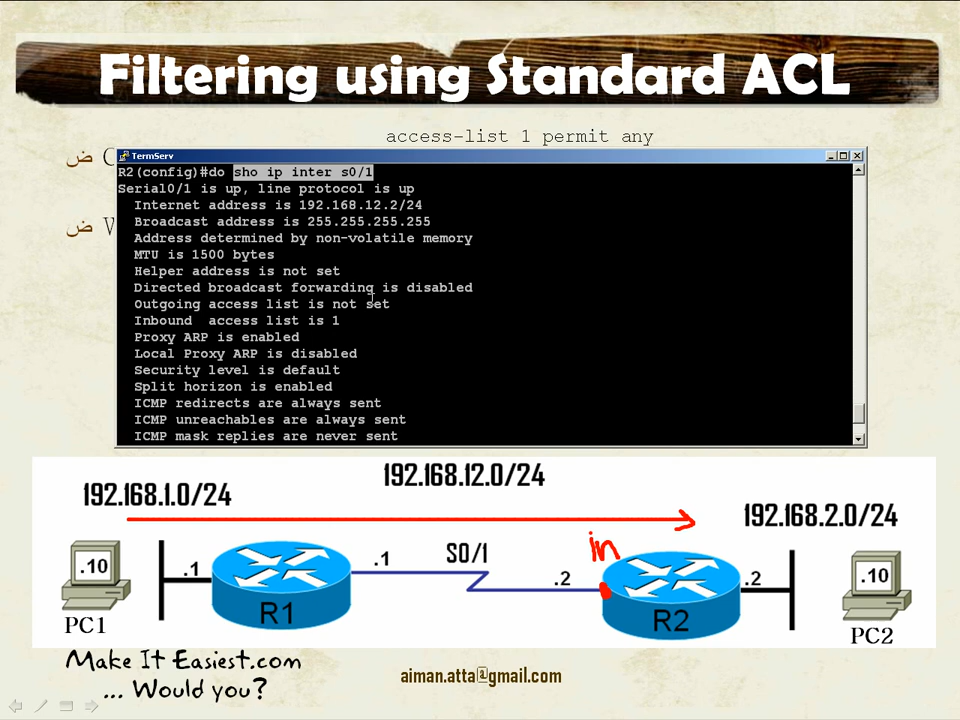 Filtering using Standard ACL
access-list 1 permit any
ض C
ض V
TermServ
R2(config)#do sho ip inter s0/1
Serial0/1 is up, line protocol is up
Internet address is 192.168.12.2/24
Broadcast address is 255.255.255.255
Address determined by non-volatile memory
MTU is 1500 bytes
Helper address is not set
Directed broadcast forwarding is disabled
Outgoing access list is not set
Inbound  access list is 1
Proxy ARP is enabled
Local Proxy ARP is disabled
Security level is default
Split horizon is enabled
ICMP redirects are always sent
ICMP unreachables are always sent
ICMP mask replies are never sent
192.168.1.0/24
192.168.12.0/24
192.168.2.0/24
in
.10
.1
.1
S0/1
.2
.2
.10
R1
R2
PC1
PC2
Make It Easiest.com
... Would you?
aiman.atta@gmail.com